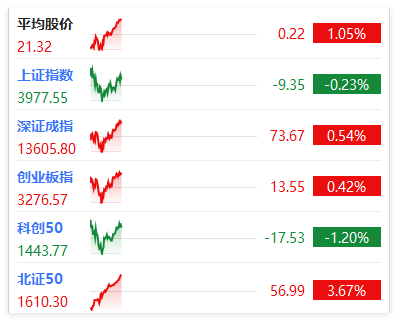 平均股价
21.32 0.22 1.05%
上证指数
3977.55 -9.35 -0.23%
深证成指
13605.80 73.67 0.54%
创业板指
3276.57 13.55 0.42%
科创50
1443.77 -17.53 -1.20%
北证50
1610.30 56.99 3.67%